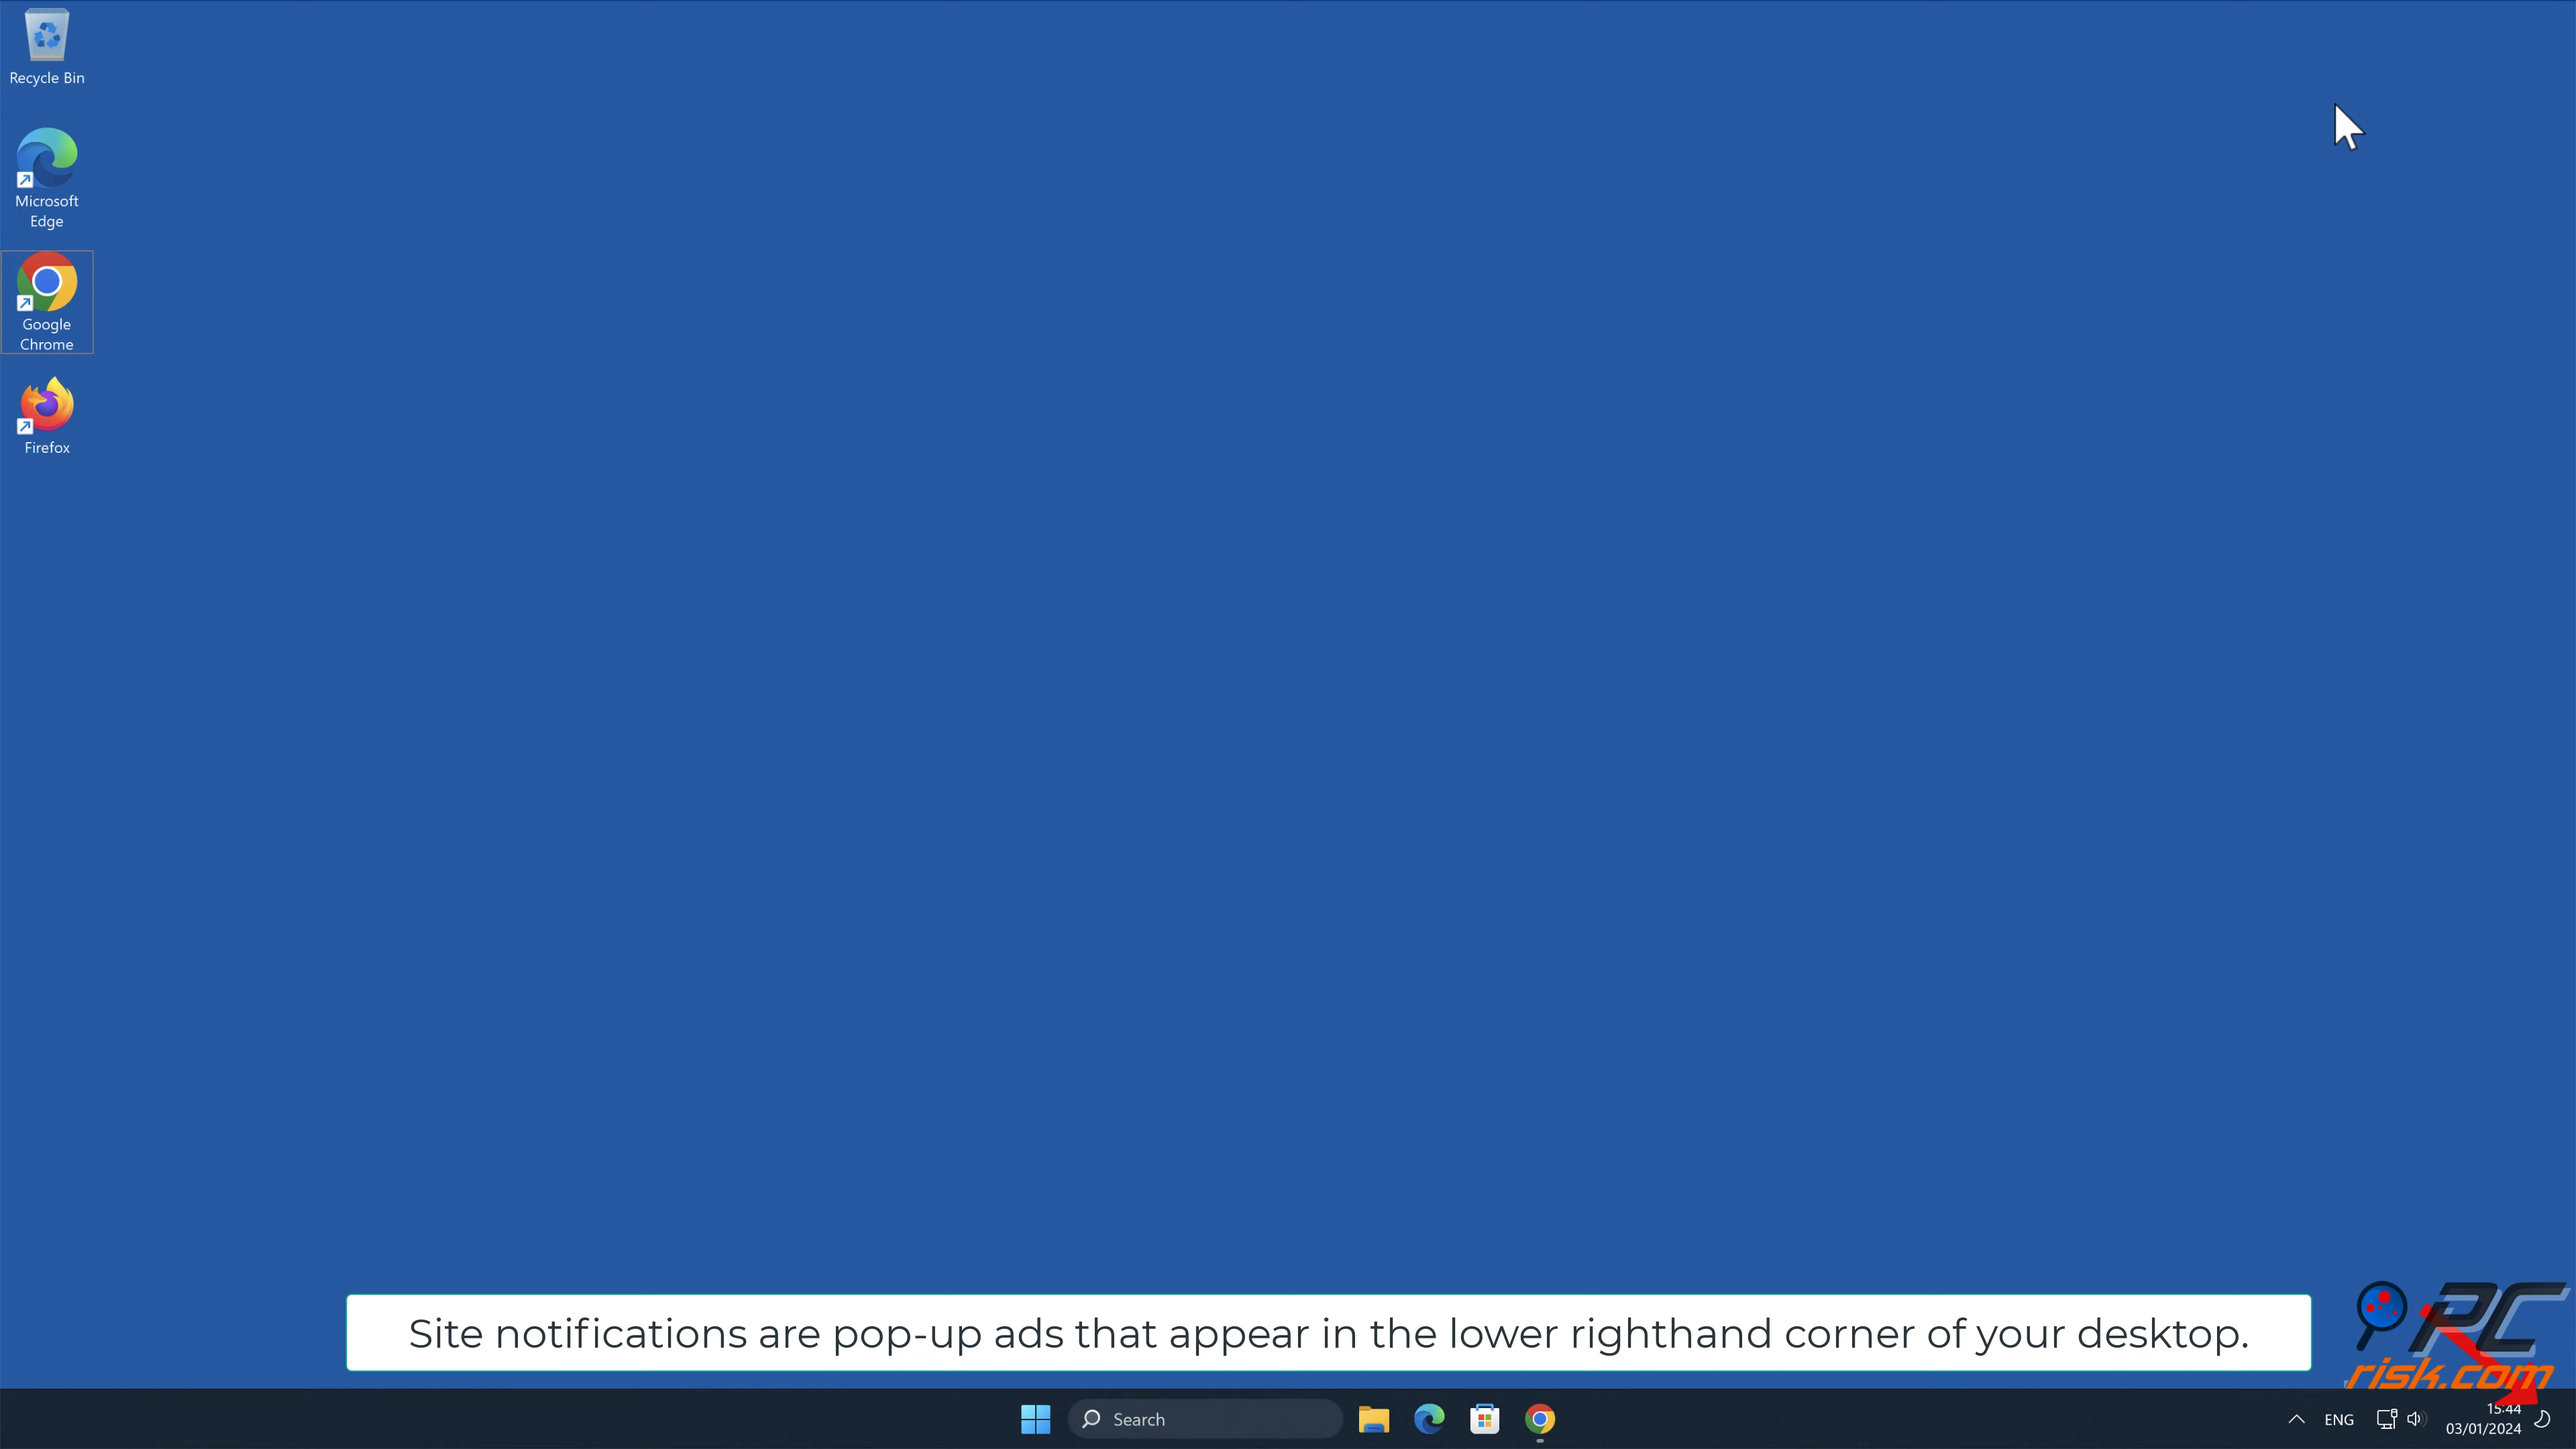 Recycle Bin
Microsoft
Edge
Google
Chrome
Firefox
Site notifications are pop-up ads that appear in the lower righthand corner of your desktop.
PC
risk.com
Search
ENG
15:44
03/01/2024